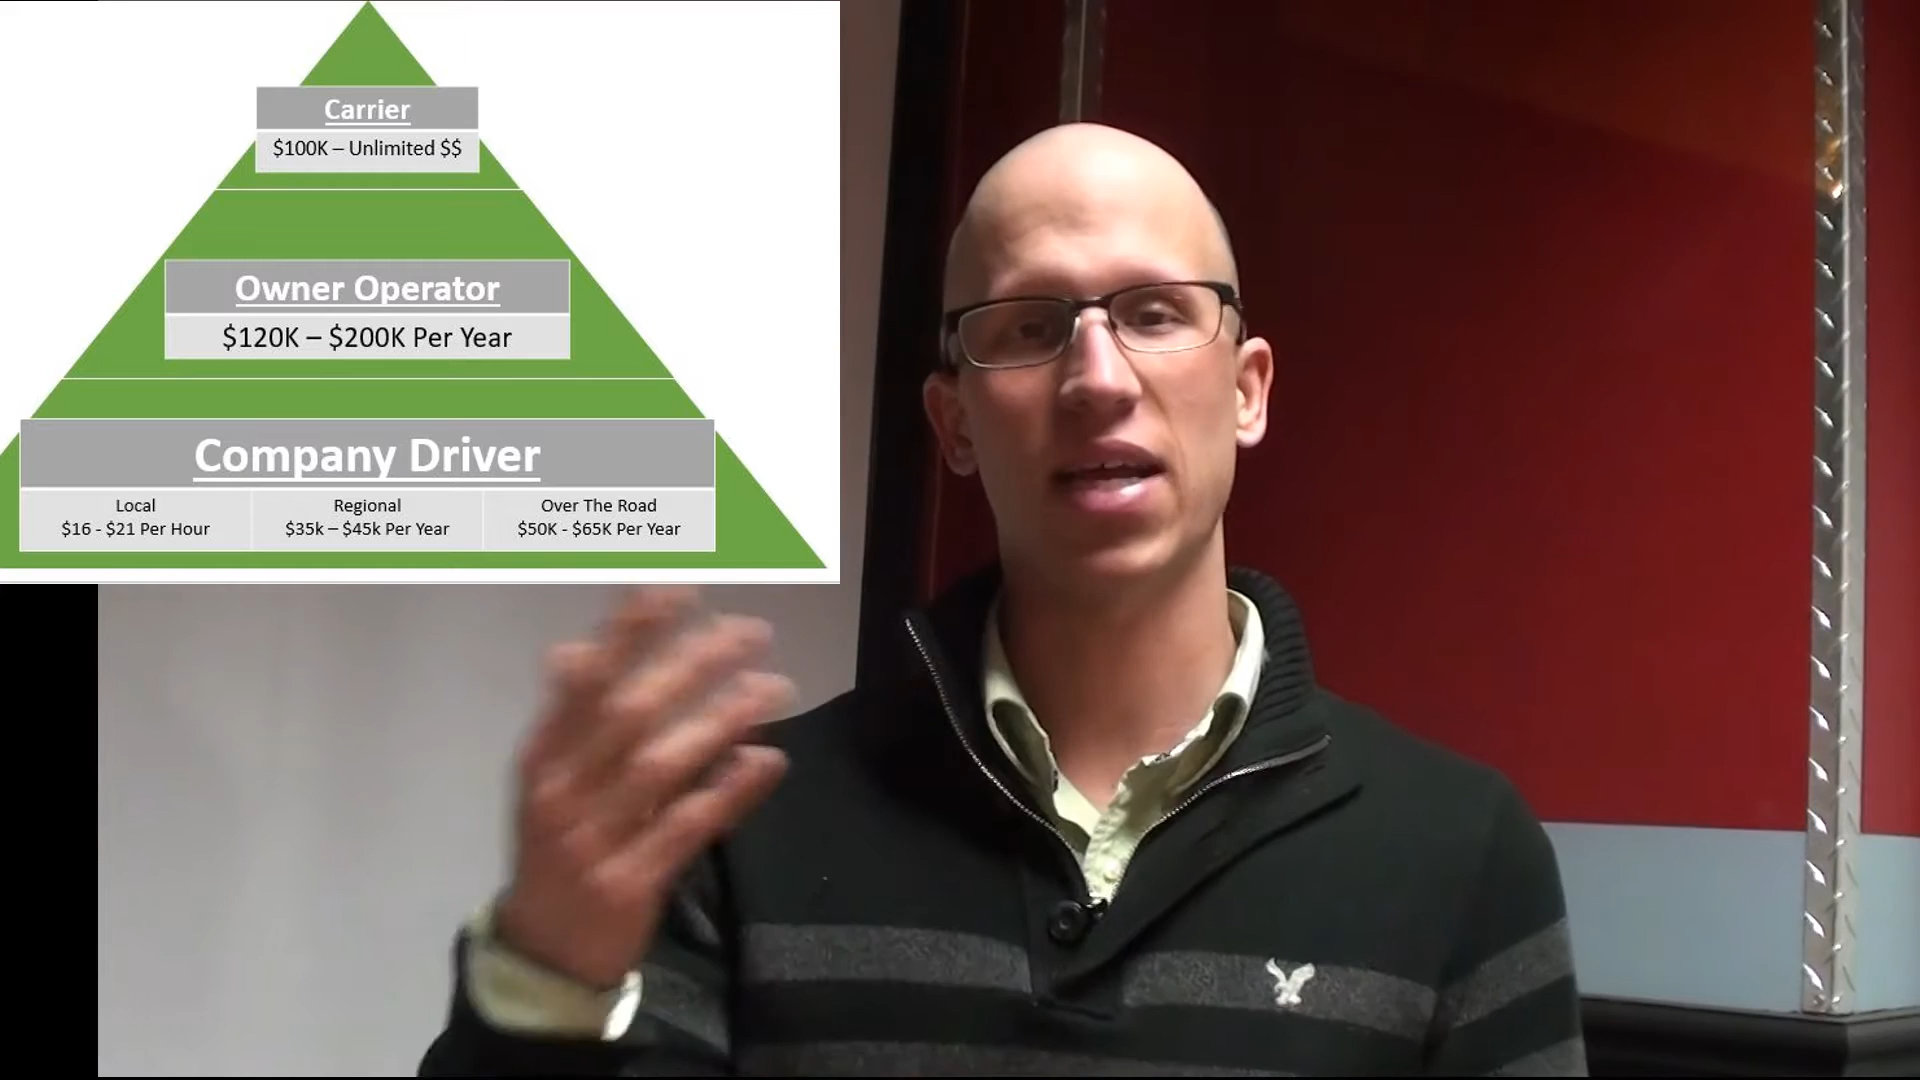 Carrier
$100K – Unlimited $$
Owner Operator
$120K – $200K Per Year
Company Driver
Local
$16 - $21 Per Hour
Regional
$35k – $45k Per Year
Over The Road
$50K - $65K Per Year